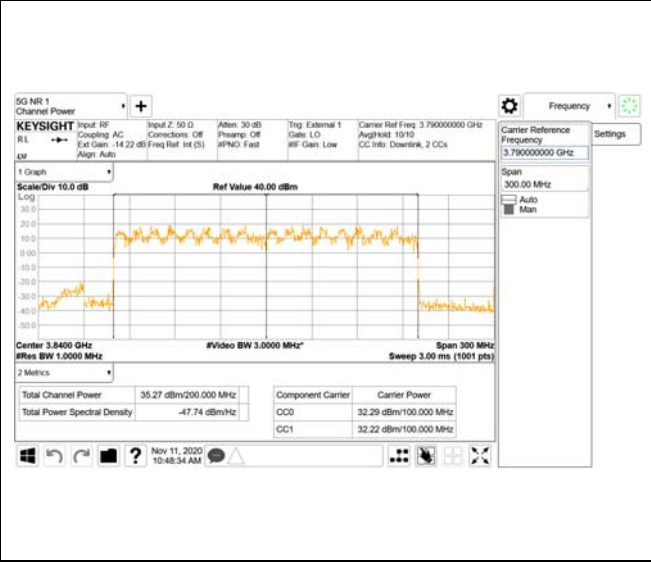 5G NR 1
Channel Power
+
Frequency
KEYSIGHT
RL
Input: RF
Coupling: AC
Ext Gain: -14.22 dB
Align: Auto
Input Z: 50 Ω
Corrections: Off
Freq Ref: Int (S)
Atten: 30 dB
Preamp: Off
#PNO: Fast
Trig: External 1
Gate: LO
#IF Gain: Low
Carrier Ref Freq: 3.790000000 GHz
Avg|Hold: 10/10
CC Info: Downlink, 2 CCs
Carrier Reference
Frequency
3.790000000 GHz
Settings
Span
300.00 MHz
Auto
Man
1 Graph
Scale/Div 10.0 dB
Ref Value 40.00 dBm
Log
30.0
20.0
10.0
0.00
-10.0
-20.0
-30.0
-40.0
-50.0
Center 3.8400 GHz
#Video BW 3.0000 MHz*
Span 300 MHz
#Res BW 1.0000 MHz
Sweep 3.00 ms (1001 pts)
2 Metrics
Total Channel Power 35.27 dBm/200.000 MHz
Total Power Spectral Density -47.74 dBm/Hz
Component Carrier Carrier Power
CC0 32.29 dBm/100.000 MHz
CC1 32.22 dBm/100.000 MHz
?
Nov 11, 2020
10:48:34 AM